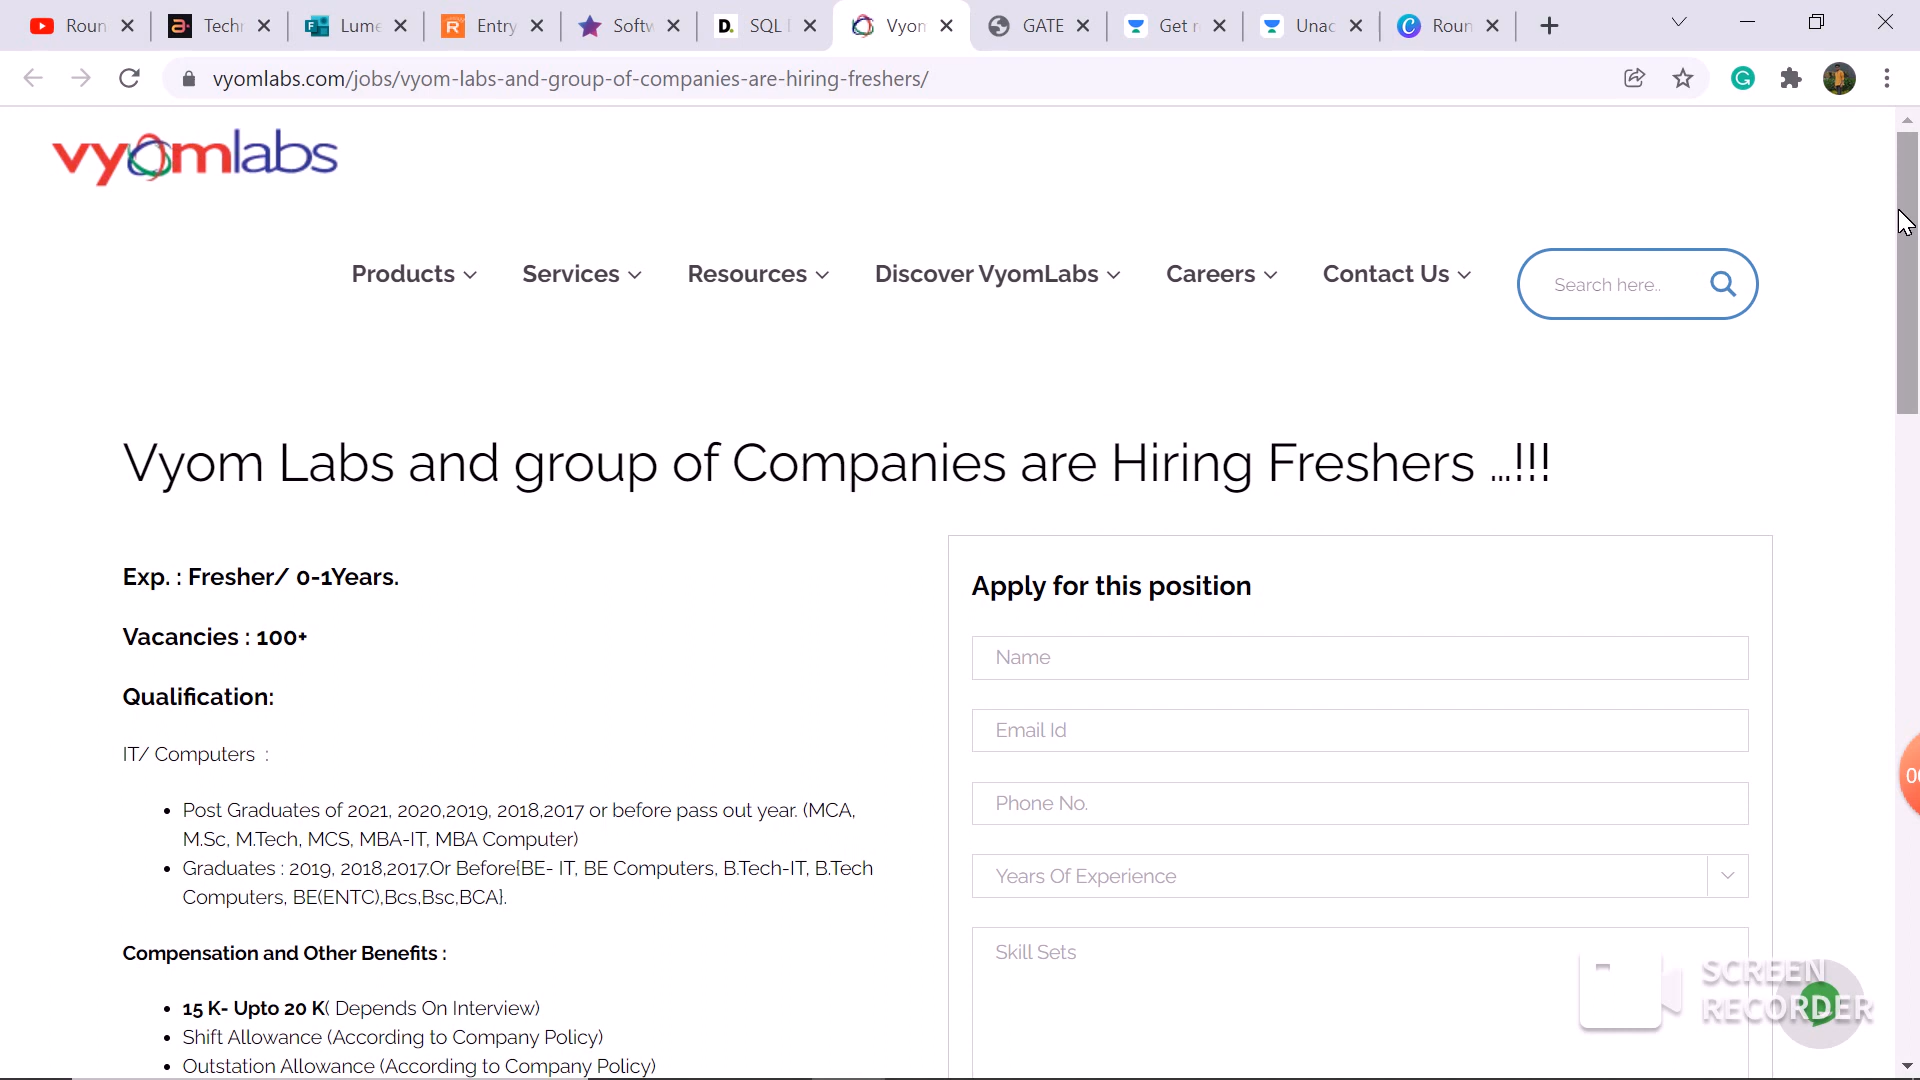 Roun
Techr
Lume
Entry
Softw
SQL
Vyon
GATE
Get r
Unac
Roun
vyomlabs.com/jobs/vyom-labs-and-group-of-companies-are-hiring-freshers/
vyomlabs
Products
Services
Resources
Discover VyomLabs
Careers
Contact Us
Search here..
Vyom Labs and group of Companies are Hiring Freshers ...!!!
Exp. : Fresher/ 0-1Years.
Vacancies : 100+
Qualification:
IT/ Computers :
• Post Graduates of 2021, 2020,2019, 2018,2017 or before pass out year. (MCA,
M.Sc, M.Tech, MCS, MBA-IT, MBA Computer)
• Graduates : 2019, 2018,2017.Or Before{BE- IT, BE Computers, B.Tech-IT, B.Tech
Computers, BE(ENTC),Bcs,Bsc,BCA}.
Compensation and Other Benefits :
• 15 K- Upto 20 K( Depends On Interview)
• Shift Allowance (According to Company Policy)
• Outstation Allowance (According to Company Policy)
Apply for this position
Name
Email Id
Phone No.
Years Of Experience
Skill Sets
SCREEN
RECORDER